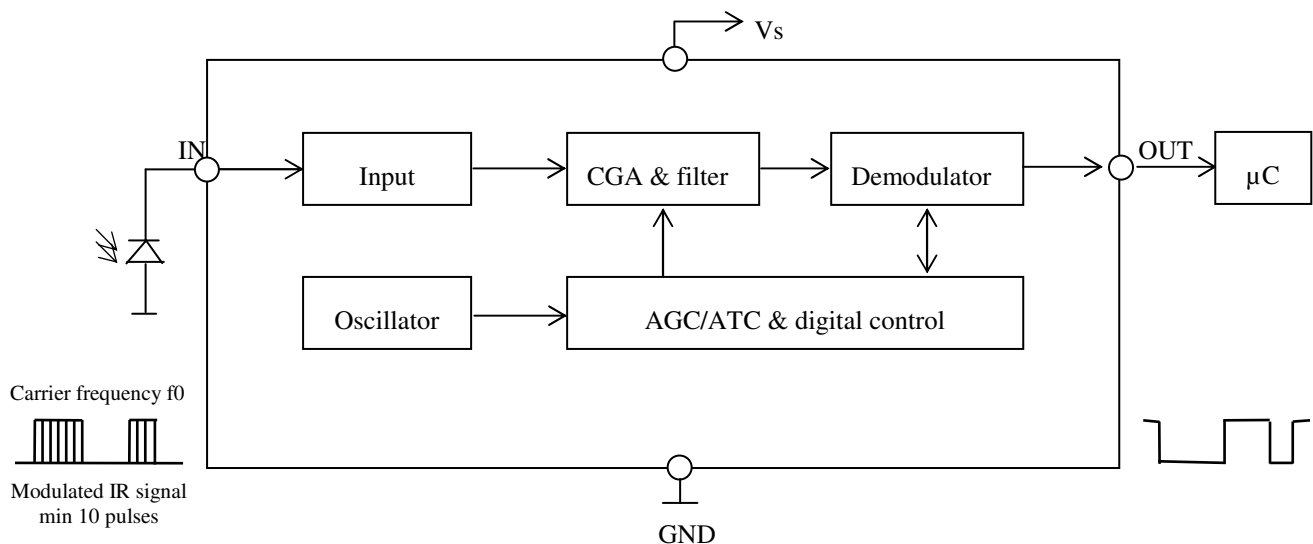 Vs
IN
Input
CGA & filter
Demodulator
OUT
µC
Oscillator
AGC/ATC & digital control
Carrier frequency f0
Modulated IR signal
min 10 pulses
GND